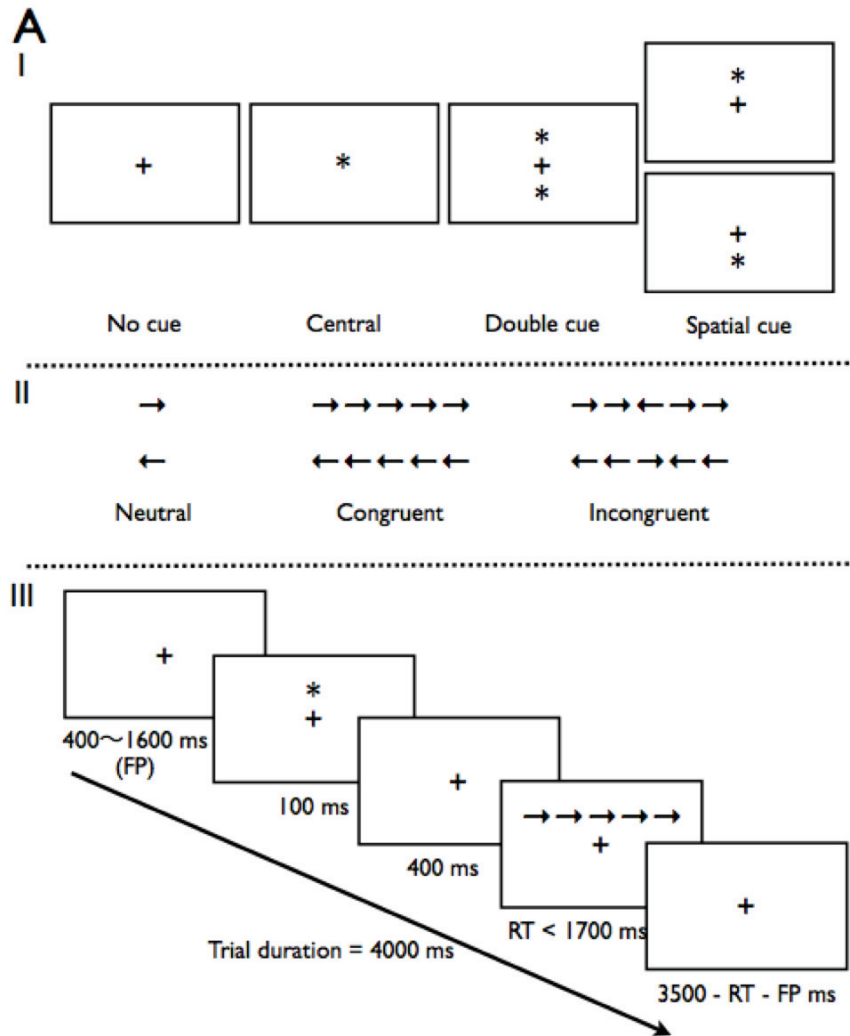 A
I
+
*
*
+
*
*
+
+
*
No cue
Central
Double cue
Spatial cue
II
→
→→→→→
→→←→→
←
←←←←←
←←→←←
Neutral
Congruent
Incongruent
III
+
400～1600 ms
(FP)
*
+
100 ms
+
400 ms
→→→→→
+
RT < 1700 ms
+
3500 - RT - FP ms
Trial duration = 4000 ms